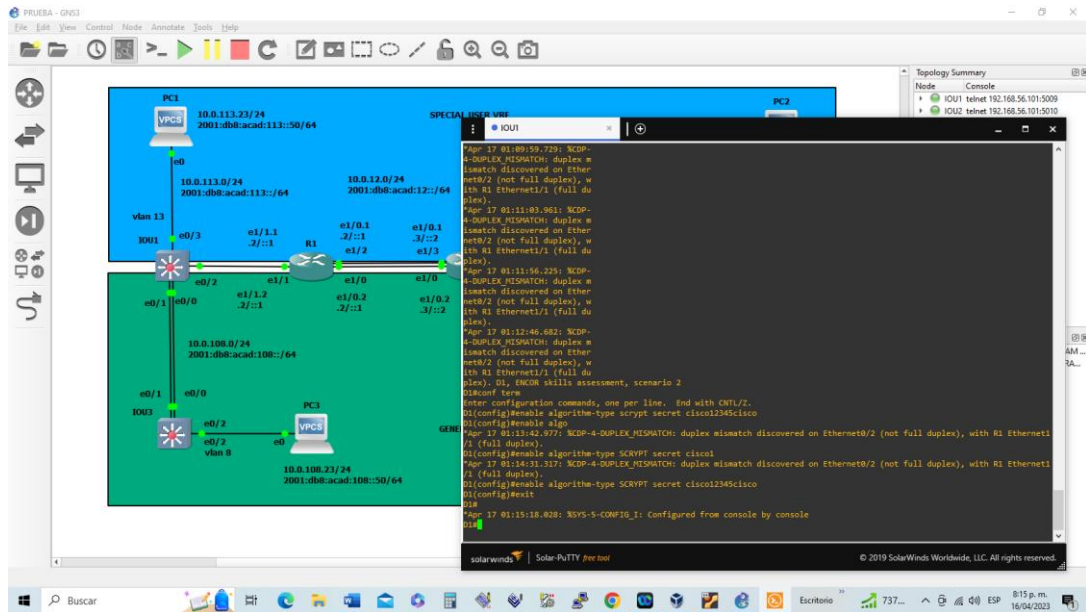 PRUEBA - GNS3
File Edit View Control Node Annotate Tools Help
Topology Summary
Node Console
IOU1 telnet 192.168.56.101:5009
IOU2 telnet 192.168.56.101:5010
PC1
10.0.113.23/24
2001:db8:acad:113::50/64
SPECIAL USER VRF
PC2
VPCS
e0
10.0.113.0/24
2001:db8:acad:113::/64
10.0.12.0/24
2001:db8:acad:12::/64
vlan 13
IOU1
e0/3
e1/1.1
.2/::1
R1
e1/0.1
.2/::1
e1/2
e1/0.1
.3/::2
e1/3
e0/2
e1/1
e1/0
e1/0
e0/1
e0/0
e1/1.2
.2/::1
e1/0.2
.2/::1
e1/0.2
.3/::2
10.0.108.0/24
2001:db8:acad:108::/64
e0/1
e0/0
IOU3
PC3
VPCS
e0/2
e0/2
vlan 8
e0
10.0.108.23/24
2001:db8:acad:108::50/64
GENE
IOU1
*Apr 17 01:09:59.729: %CDP-
4-DUPLEX_MISMATCH: duplex m
ismatch discovered on Ether
net0/2 (not full duplex), w
ith R1 Ethernet1/1 (full du
plex).
*Apr 17 01:11:03.961: %CDP-
4-DUPLEX_MISMATCH: duplex m
ismatch discovered on Ether
net0/2 (not full duplex), w
ith R1 Ethernet1/1 (full du
plex).
*Apr 17 01:11:56.225: %CDP-
4-DUPLEX_MISMATCH: duplex m
ismatch discovered on Ether
net0/2 (not full duplex), w
ith R1 Ethernet1/1 (full du
plex).
*Apr 17 01:12:46.682: %CDP-
4-DUPLEX_MISMATCH: duplex m
ismatch discovered on Ether
net0/2 (not full duplex), w
ith R1 Ethernet1/1 (full du
plex). D1, ENCOR skills assessment, scenario 2
D1#conf term
Enter configuration commands, one per line. End with CNTL/Z.
D1(config)#enable algorithm-type scrypt secret cisco12345cisco
D1(config)#enable algo
*Apr 17 01:13:42.977: %CDP-4-DUPLEX_MISMATCH: duplex mismatch discovered on Ethernet0/2 (not full duplex), with R1 Ethernet1
/1 (full duplex).
D1(config)#enable algorithm-type SCRYPT secret cisco1
*Apr 17 01:14:31.317: %CDP-4-DUPLEX_MISMATCH: duplex mismatch discovered on Ethernet0/2 (not full duplex), with R1 Ethernet1
/1 (full duplex).
D1(config)#enable algorithm-type SCRYPT secret cisco12345cisco
D1(config)#exit
D1#
*Apr 17 01:15:18.028: %SYS-5-CONFIG_I: Configured from console by console
D1#
solarwinds Solar-PuTTY free tool
© 2019 SolarWinds Worldwide, LLC. All rights reserved.
AM ...
RA...
Buscar
Escritorio
737...
ESP
8:15 p. m.
16/04/2023